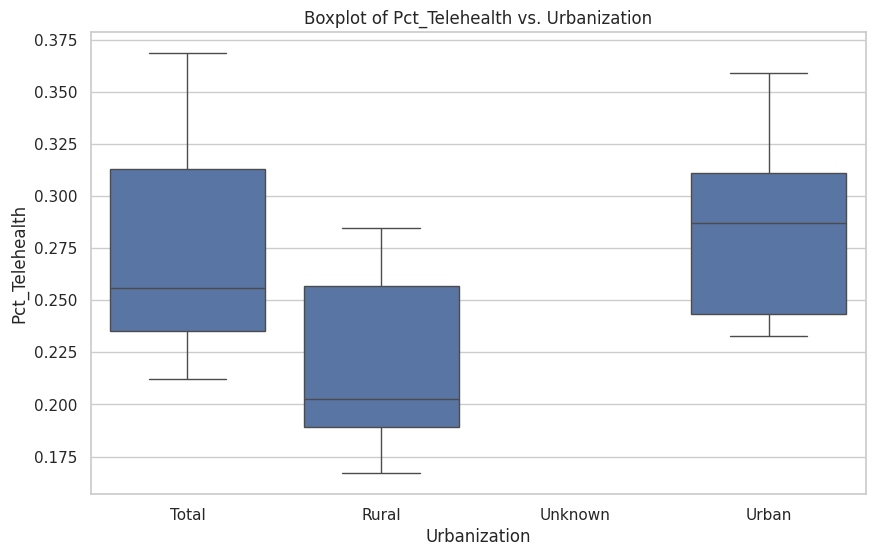 Boxplot of Pct_Telehealth vs. Urbanization
0.375
0.350
0.325
0.300
0.275
0.250
0.225
0.200
0.175
Pct_Telehealth
Total Rural Unknown Urban
Urbanization